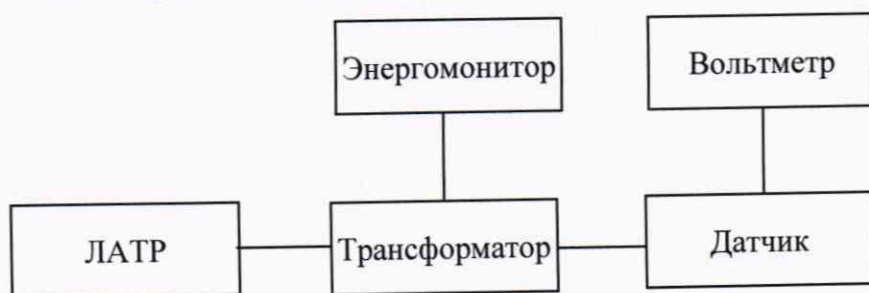 Энергомонитор
Вольтметр
ЛАТР
Трансформатор
Датчик